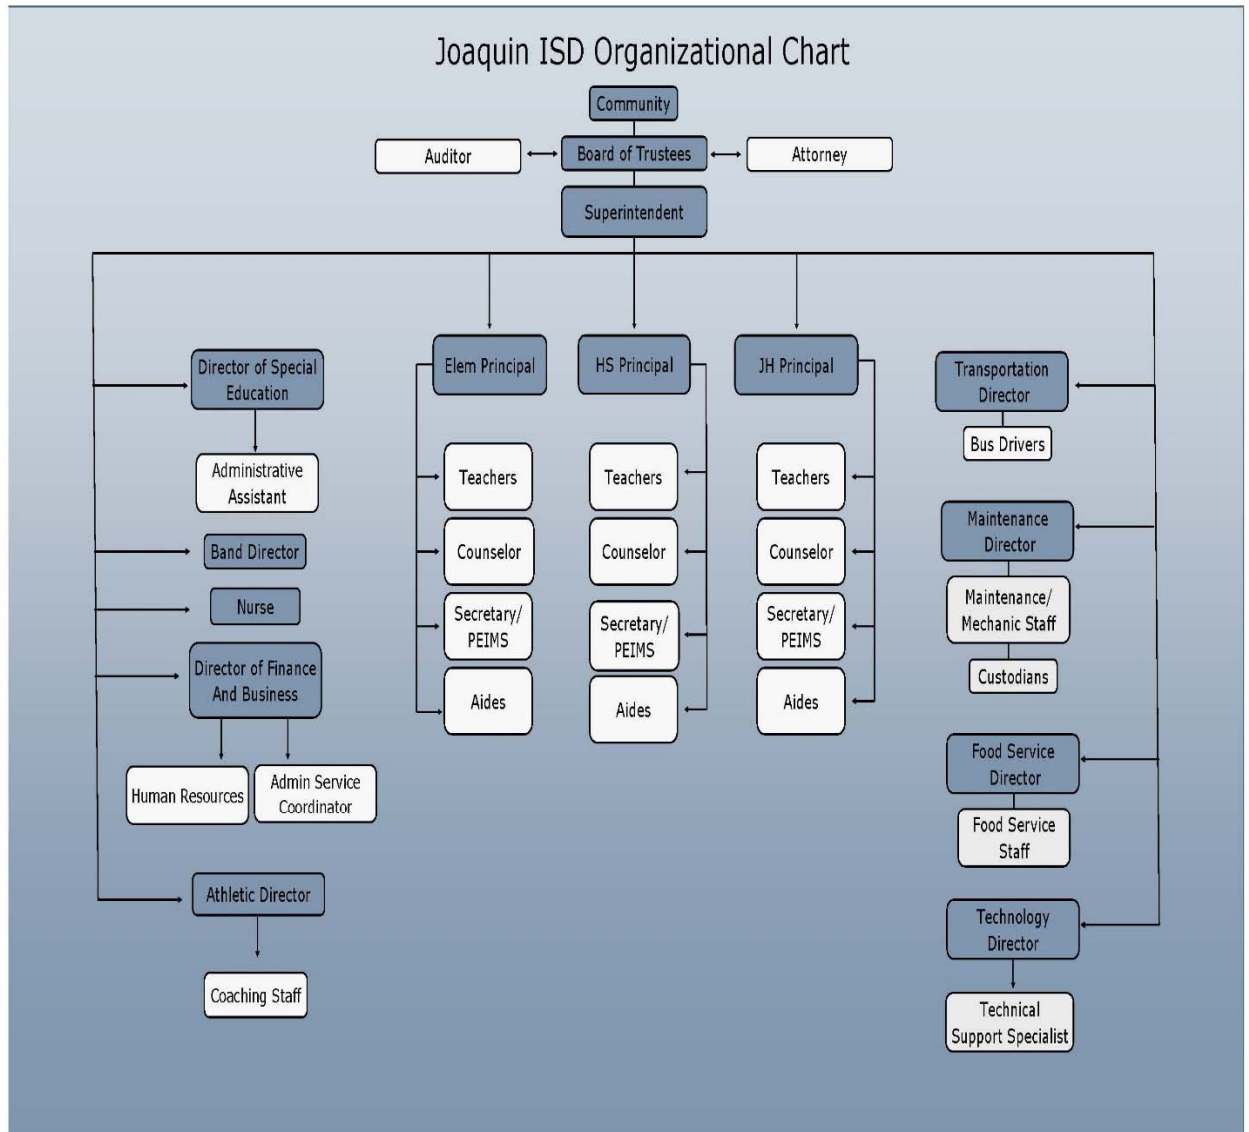 Joaquin ISD Organizational Chart
Community
Auditor
Board of Trustees
Attorney
Superintendent
Director of Special
Education
Administrative
Assistant
Band Director
Nurse
Director of Finance
And Business
Human Resources
Admin Service
Coordinator
Athletic Director
Coaching Staff
Elem Principal
Teachers
Counselor
Secretary/
PEIMS
Aides
HS Principal
Teachers
Counselor
Secretary/
PEIMS
Aides
JH Principal
Teachers
Counselor
Secretary/
PEIMS
Aides
Transportation
Director
Bus Drivers
Maintenance
Director
Maintenance/
Mechanic Staff
Custodians
Food Service
Director
Food Service
Staff
Technology
Director
Technical
Support Specialist